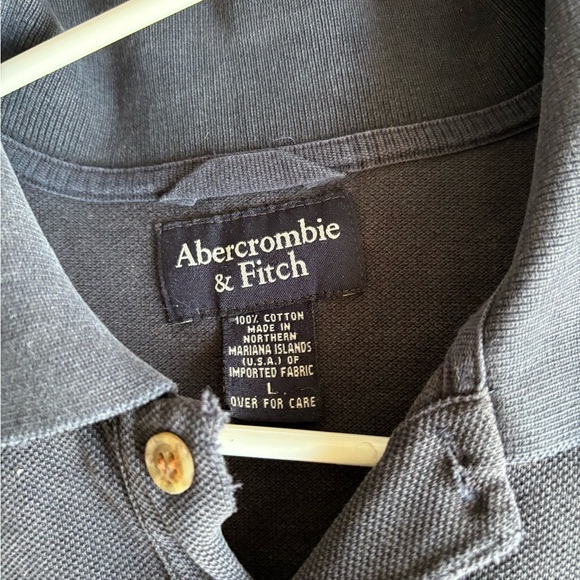 Abercrombie
& Fitch
100% COTTON
MADE IN
NORTHERN
MARIANA ISLANDS
(U.S.A.) OF
IMPORTED FABRIC
L
OVER FOR CARE